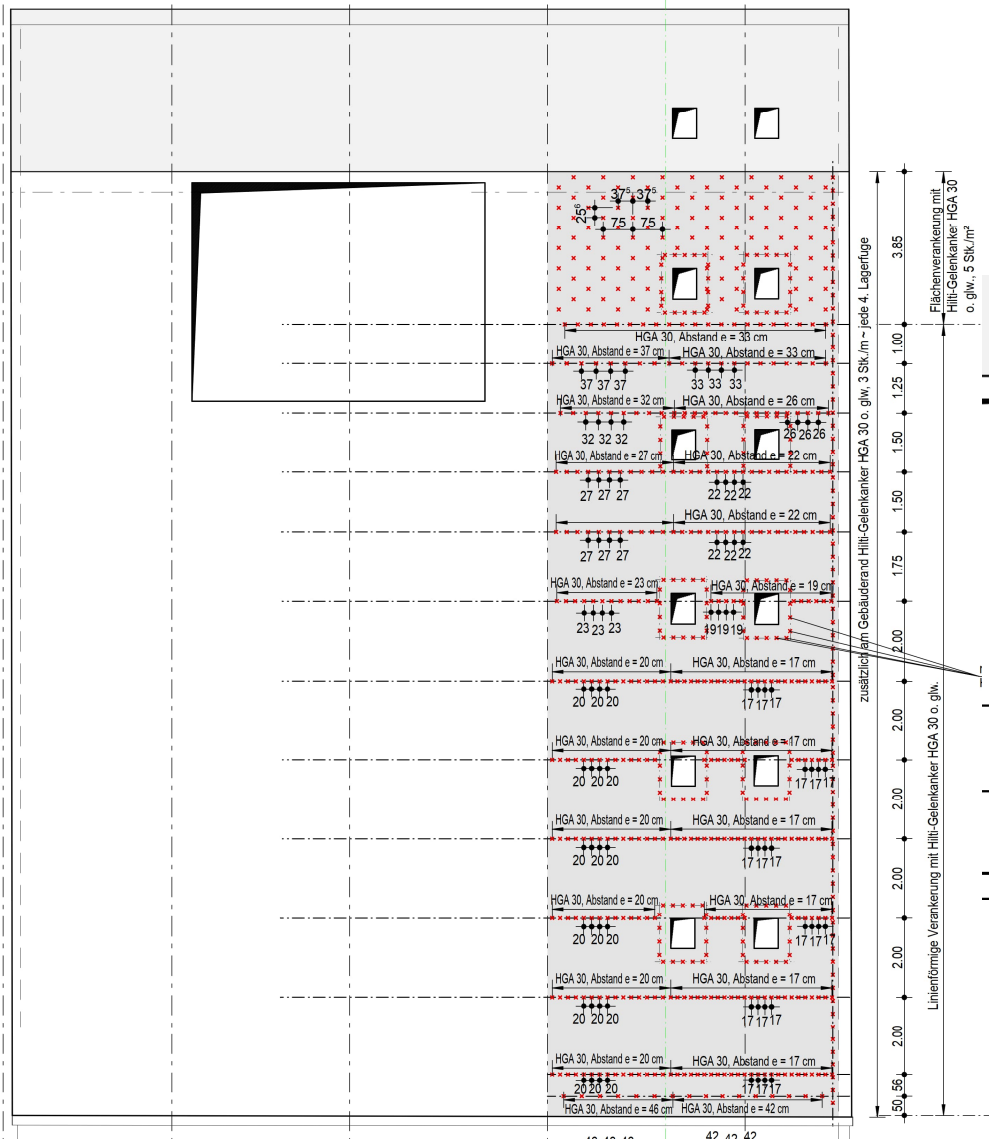 37⁵ 37⁵
25⁶
75 75
HGA 30, Abstand e = 33 cm
HGA 30, Abstand e = 37 cm
HGA 30, Abstand e = 33 cm
37 37 37
33 33 33
HGA 30, Abstand e = 32 cm
HGA 30, Abstand e = 26 cm
32 32 32
26 26 26
HGA 30, Abstand e = 27 cm
HGA 30, Abstand e = 22 cm
27 27 27
22 22 22
HGA 30, Abstand e = 22 cm
27 27 27
22 22 22
HGA 30, Abstand e = 23 cm
HGA 30, Abstand e = 19 cm
23 23 23
19 19 19
HGA 30, Abstand e = 20 cm
HGA 30, Abstand e = 17 cm
20 20 20
17 17 17
HGA 30, Abstand e = 20 cm
HGA 30, Abstand e = 17 cm
20 20 20
17 17 17
HGA 30, Abstand e = 20 cm
HGA 30, Abstand e = 17 cm
20 20 20
17 17 17
HGA 30, Abstand e = 20 cm
HGA 30, Abstand e = 17 cm
20 20 20
17 17 17
HGA 30, Abstand e = 20 cm
HGA 30, Abstand e = 17 cm
20 20 20
17 17 17
HGA 30, Abstand e = 20 cm
HGA 30, Abstand e = 17 cm
20 20 20
17 17 17
HGA 30, Abstand e = 46 cm
HGA 30, Abstand e = 42 cm
42 42 42
zusätzlich am Gebäuderand Hilti-Gelenkanker HGA 30 o. glw, 3 Stk./m ~ jede 4. Lagerfuge
3.85
1.00
1.25
1.50
1.50
1.75
2.00
2.00
2.00
2.00
2.00
2.00
56
50
Flächenverankerung mit
Hilti-Gelenkanker HGA 30
o. glw., 5 Stk./m²
Linienförmige Verankerung mit Hilti-Gelenkanker HGA 30 o. glw.